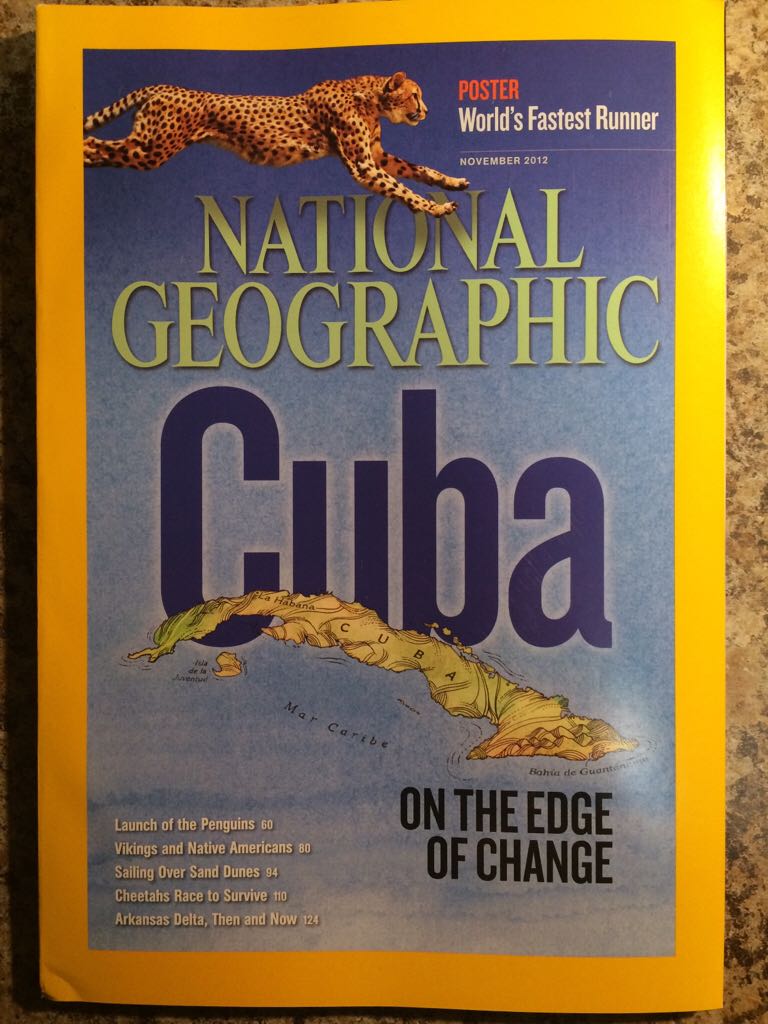 POSTER
World's Fastest Runner
NOVEMBER 2012
NATIONAL
GEOGRAPHIC
Cuba
La Habana
CUBA
Isla
de la
Juventud
Mar Caribe
Bahía de Guantánamo
ON THE EDGE
OF CHANGE
Launch of the Penguins 60
Vikings and Native Americans 80
Sailing Over Sand Dunes 94
Cheetahs Race to Survive 110
Arkansas Delta, Then and Now 124